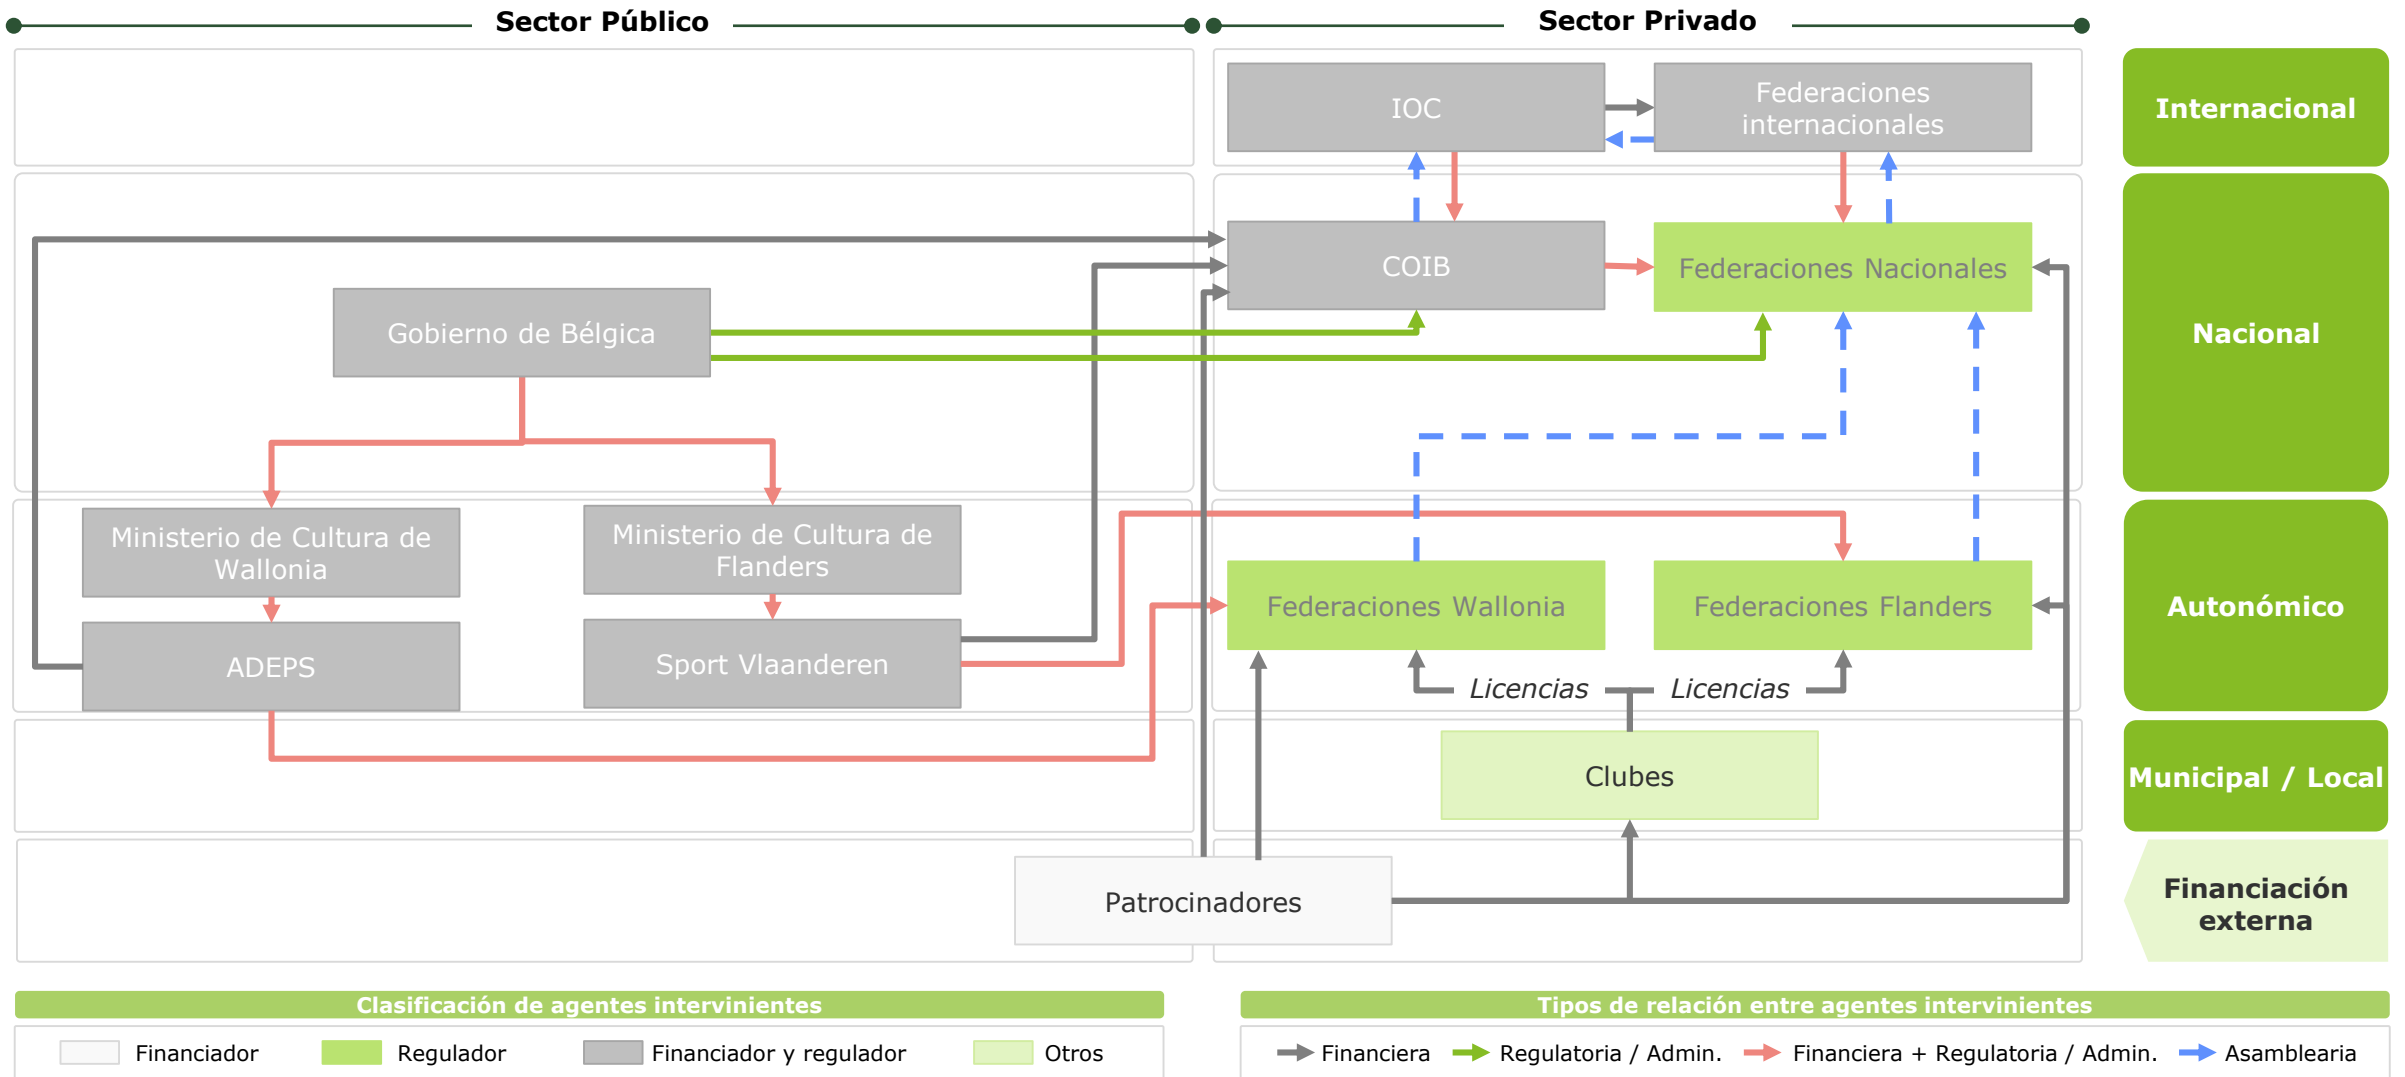 Sector Público
Sector Privado
IOC
Federaciones
internacionales
Internacional
COIB
Federaciones Nacionales
Gobierno de Bélgica
Nacional
Ministerio de Cultura de
Wallonia
Ministerio de Cultura de
Flanders
Federaciones Wallonia
Federaciones Flanders
Autonómico
ADEPS
Sport Vlaanderen
Licencias
Licencias
Clubes
Municipal / Local
Patrocinadores
Financiación
externa
Clasificación de agentes intervinientes
Tipos de relación entre agentes intervinientes
Financiador
Regulador
Financiador y regulador
Otros
Financiera
Regulatoria / Admin.
Financiera + Regulatoria / Admin.
Asamblearia